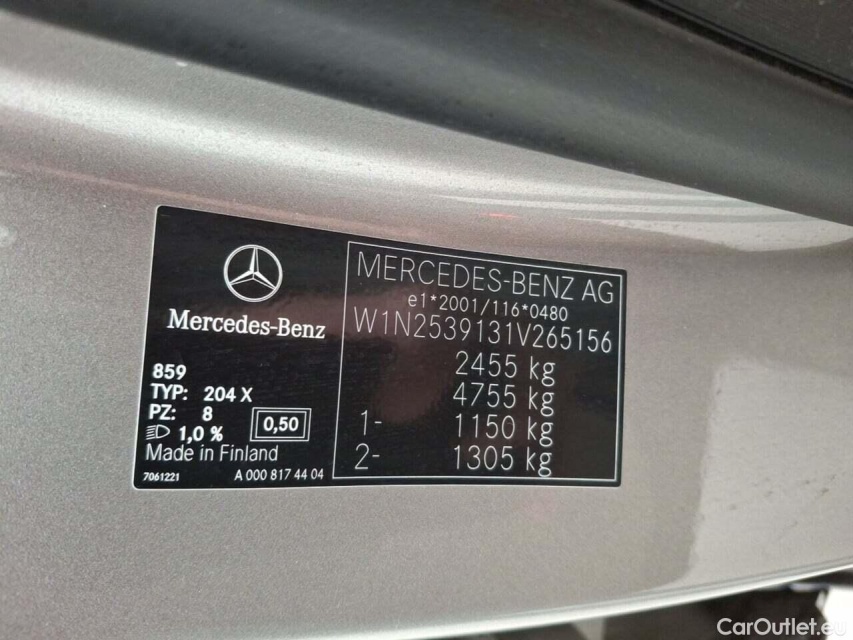 Mercedes-Benz
859
TYP: 204 X
PZ: 8
1,0 %
0,50
Made in Finland
7061221
A 000 817 44 04
MERCEDES-BENZ AG
e1*2001/116*0480
W1N2539131V265156
2455 kg
4755 kg
1- 1150 kg
2- 1305 kg
CarOutlet.eu